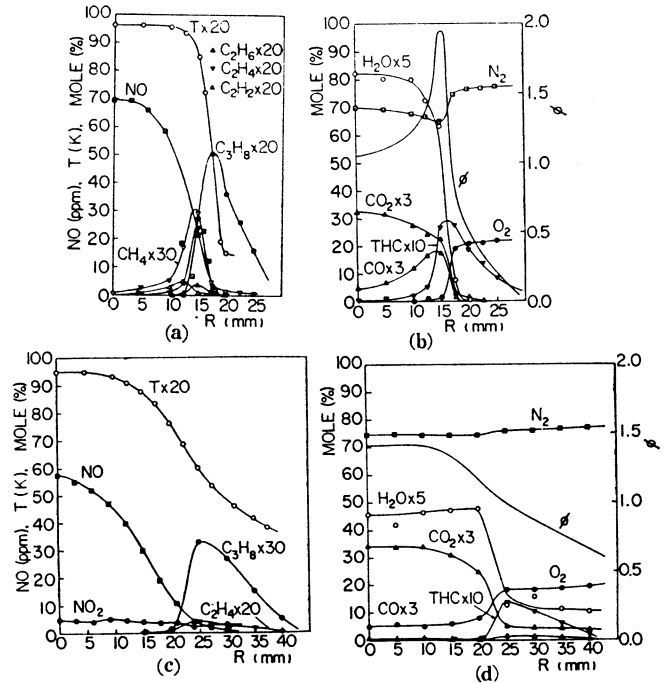 NO (ppm), T (K), MOLE (%)
100
90
80
70
60
50
40
30
20
10
0
T×20
▲ C₂H₆×20
▼ C₂H₄×20
▲ C₂H₂×20
NO
C₃H₈×20
CH₄×30
0 5 10 15 20 25
R (mm)
(a)
MOLE (%)
100
90
80
70
60
50
40
30
20
10
0
2.0
1.5
1.0
0.5
0.0
ϕ
H₂O×5
N₂
ϕ
CO₂×3
O₂
THC×10
CO×3
0 5 10 15 20 25
R (mm)
(b)
NO (ppm), T (K), MOLE (%)
100
90
80
70
60
50
40
30
20
10
0
T×20
NO
C₃H₈×30
NO₂
C₂H₄×20
0 5 10 15 20 25 30 35 40
R (mm)
(c)
MOLE (%)
100
90
80
70
60
50
40
30
20
10
0
2.0
1.5
1.0
0.5
0.0
ϕ
N₂
H₂O×5
ϕ
CO₂×3
O₂
THC×10
CO×3
0 5 10 15 20 25 30 35 40
R (mm)
(d)